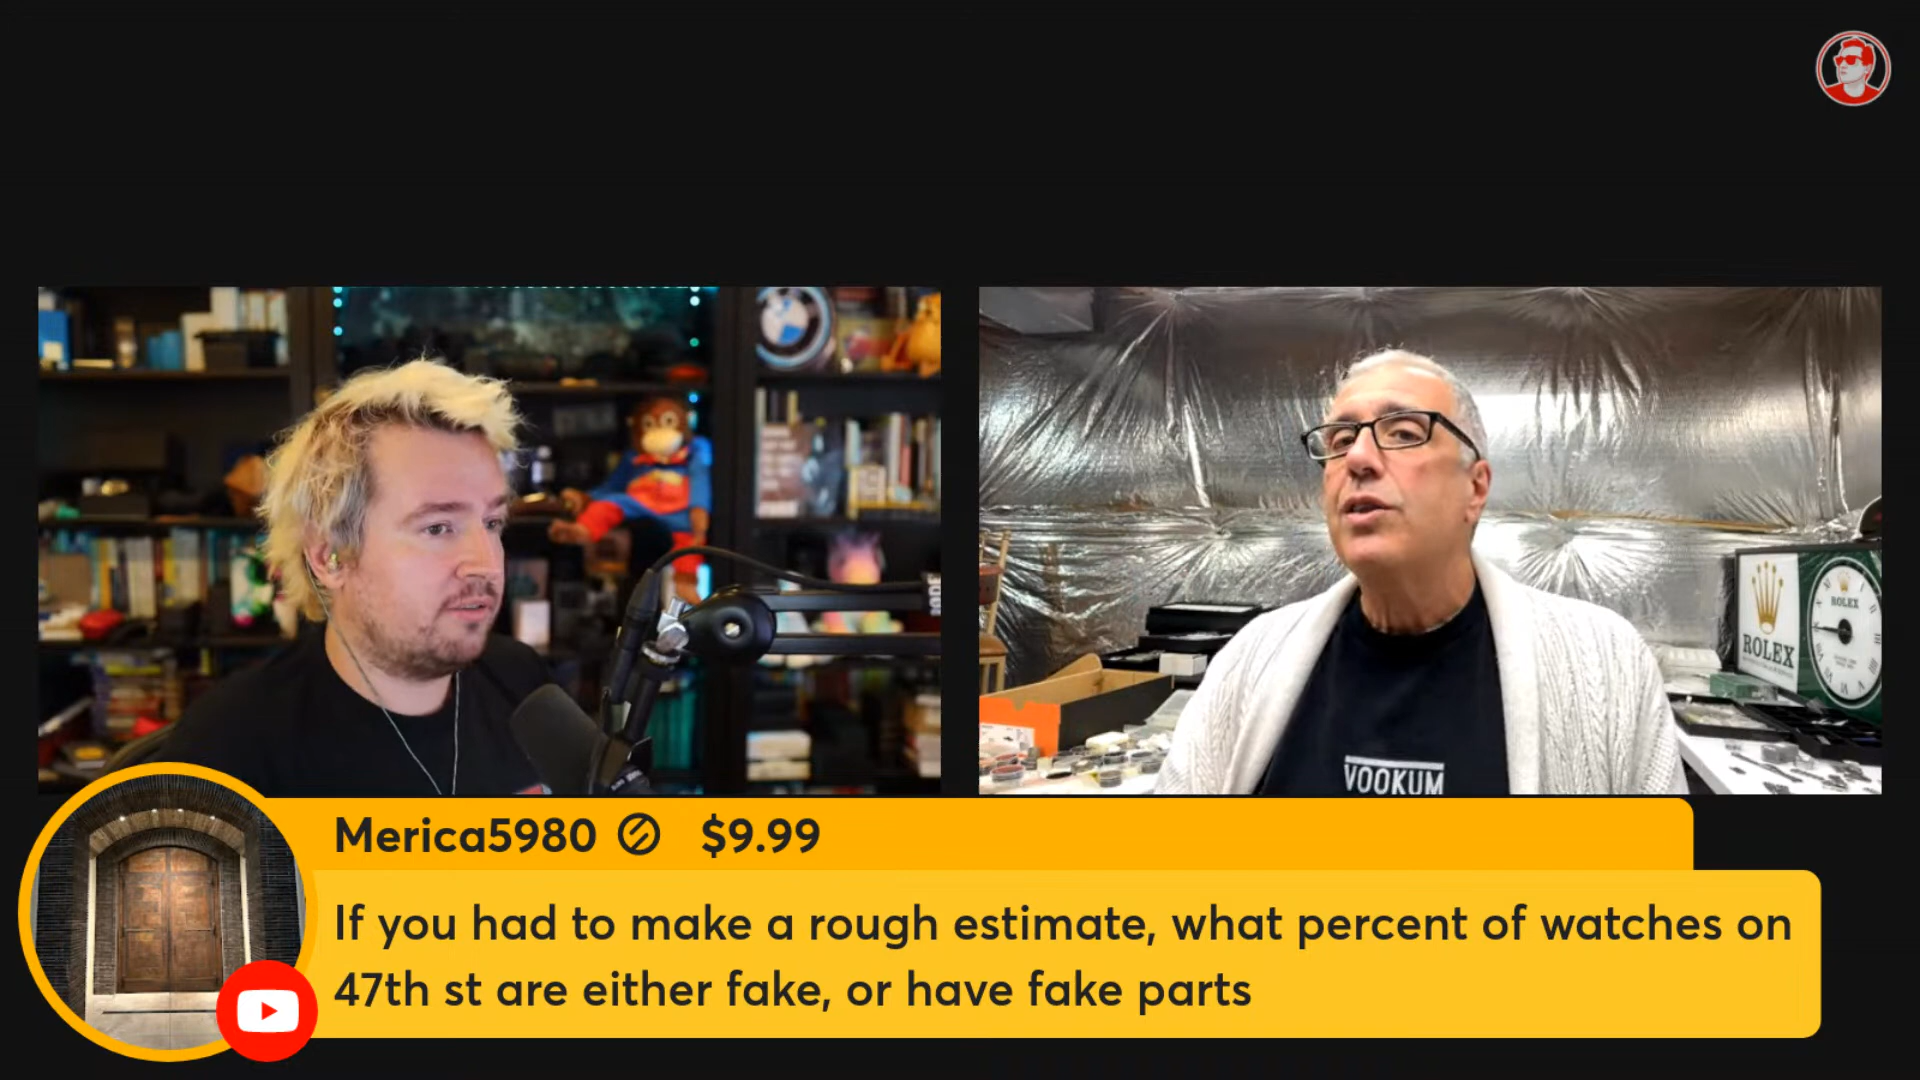 ROLEX
ROLEX
VOOKUM
Merica5980 $9.99
If you had to make a rough estimate, what percent of watches on
47th st are either fake, or have fake parts